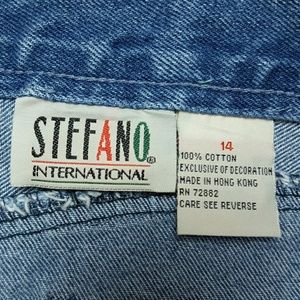 STEFANO®
INTERNATIONAL
14
100% COTTON
EXCLUSIVE OF DECORATION
MADE IN HONG KONG
RN 72882
CARE SEE REVERSE